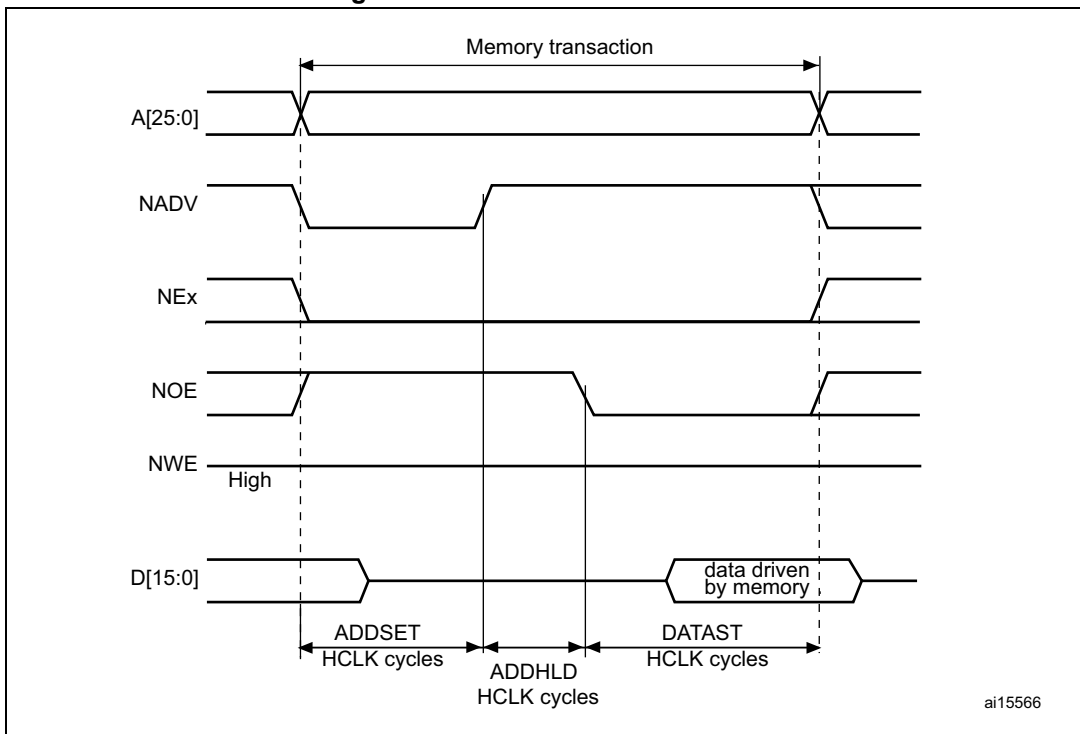 Memory transaction
A[25:0]
NADV
NEx
NOE
NWE
High
D[15:0]
data driven
by memory
ADDSET
HCLK cycles
ADDHLD
HCLK cycles
DATAST
HCLK cycles
ai15566